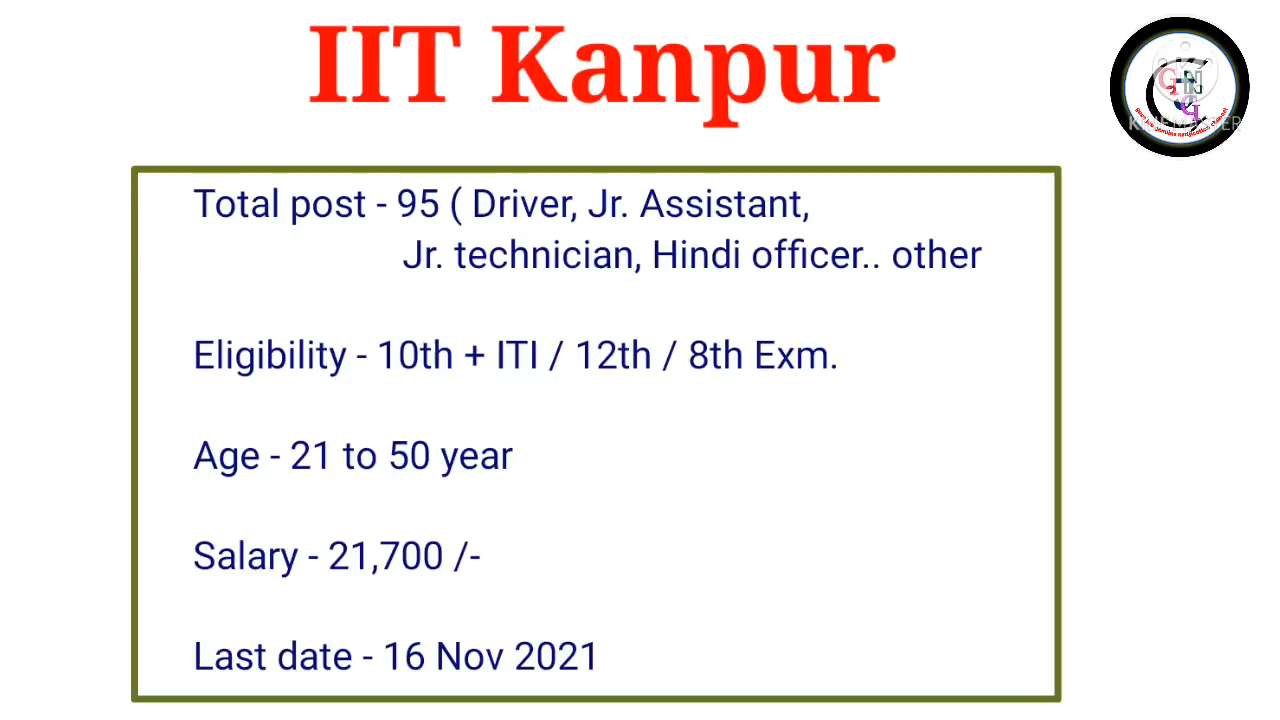 IIT Kanpur
Total post - 95 ( Driver, Jr. Assistant,
Jr. technician, Hindi officer.. other
Eligibility - 10th + ITI / 12th / 8th Exm.
Age - 21 to 50 year
Salary - 21,700 /-
Last date - 16 Nov 2021
KINEMASTER